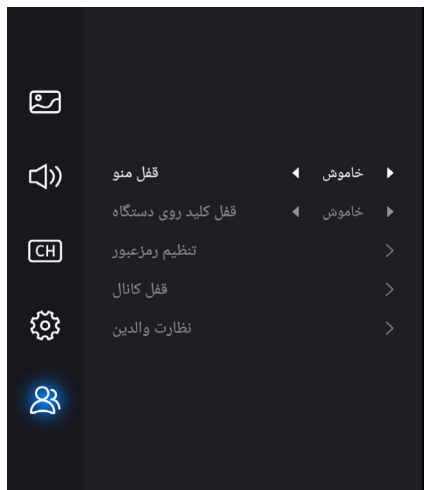 قفل منو
خاموش
قفل کلید روی دستگاه
خاموش
تنظیم رمزعبور
قفل کانال
نظارت والدین
CH